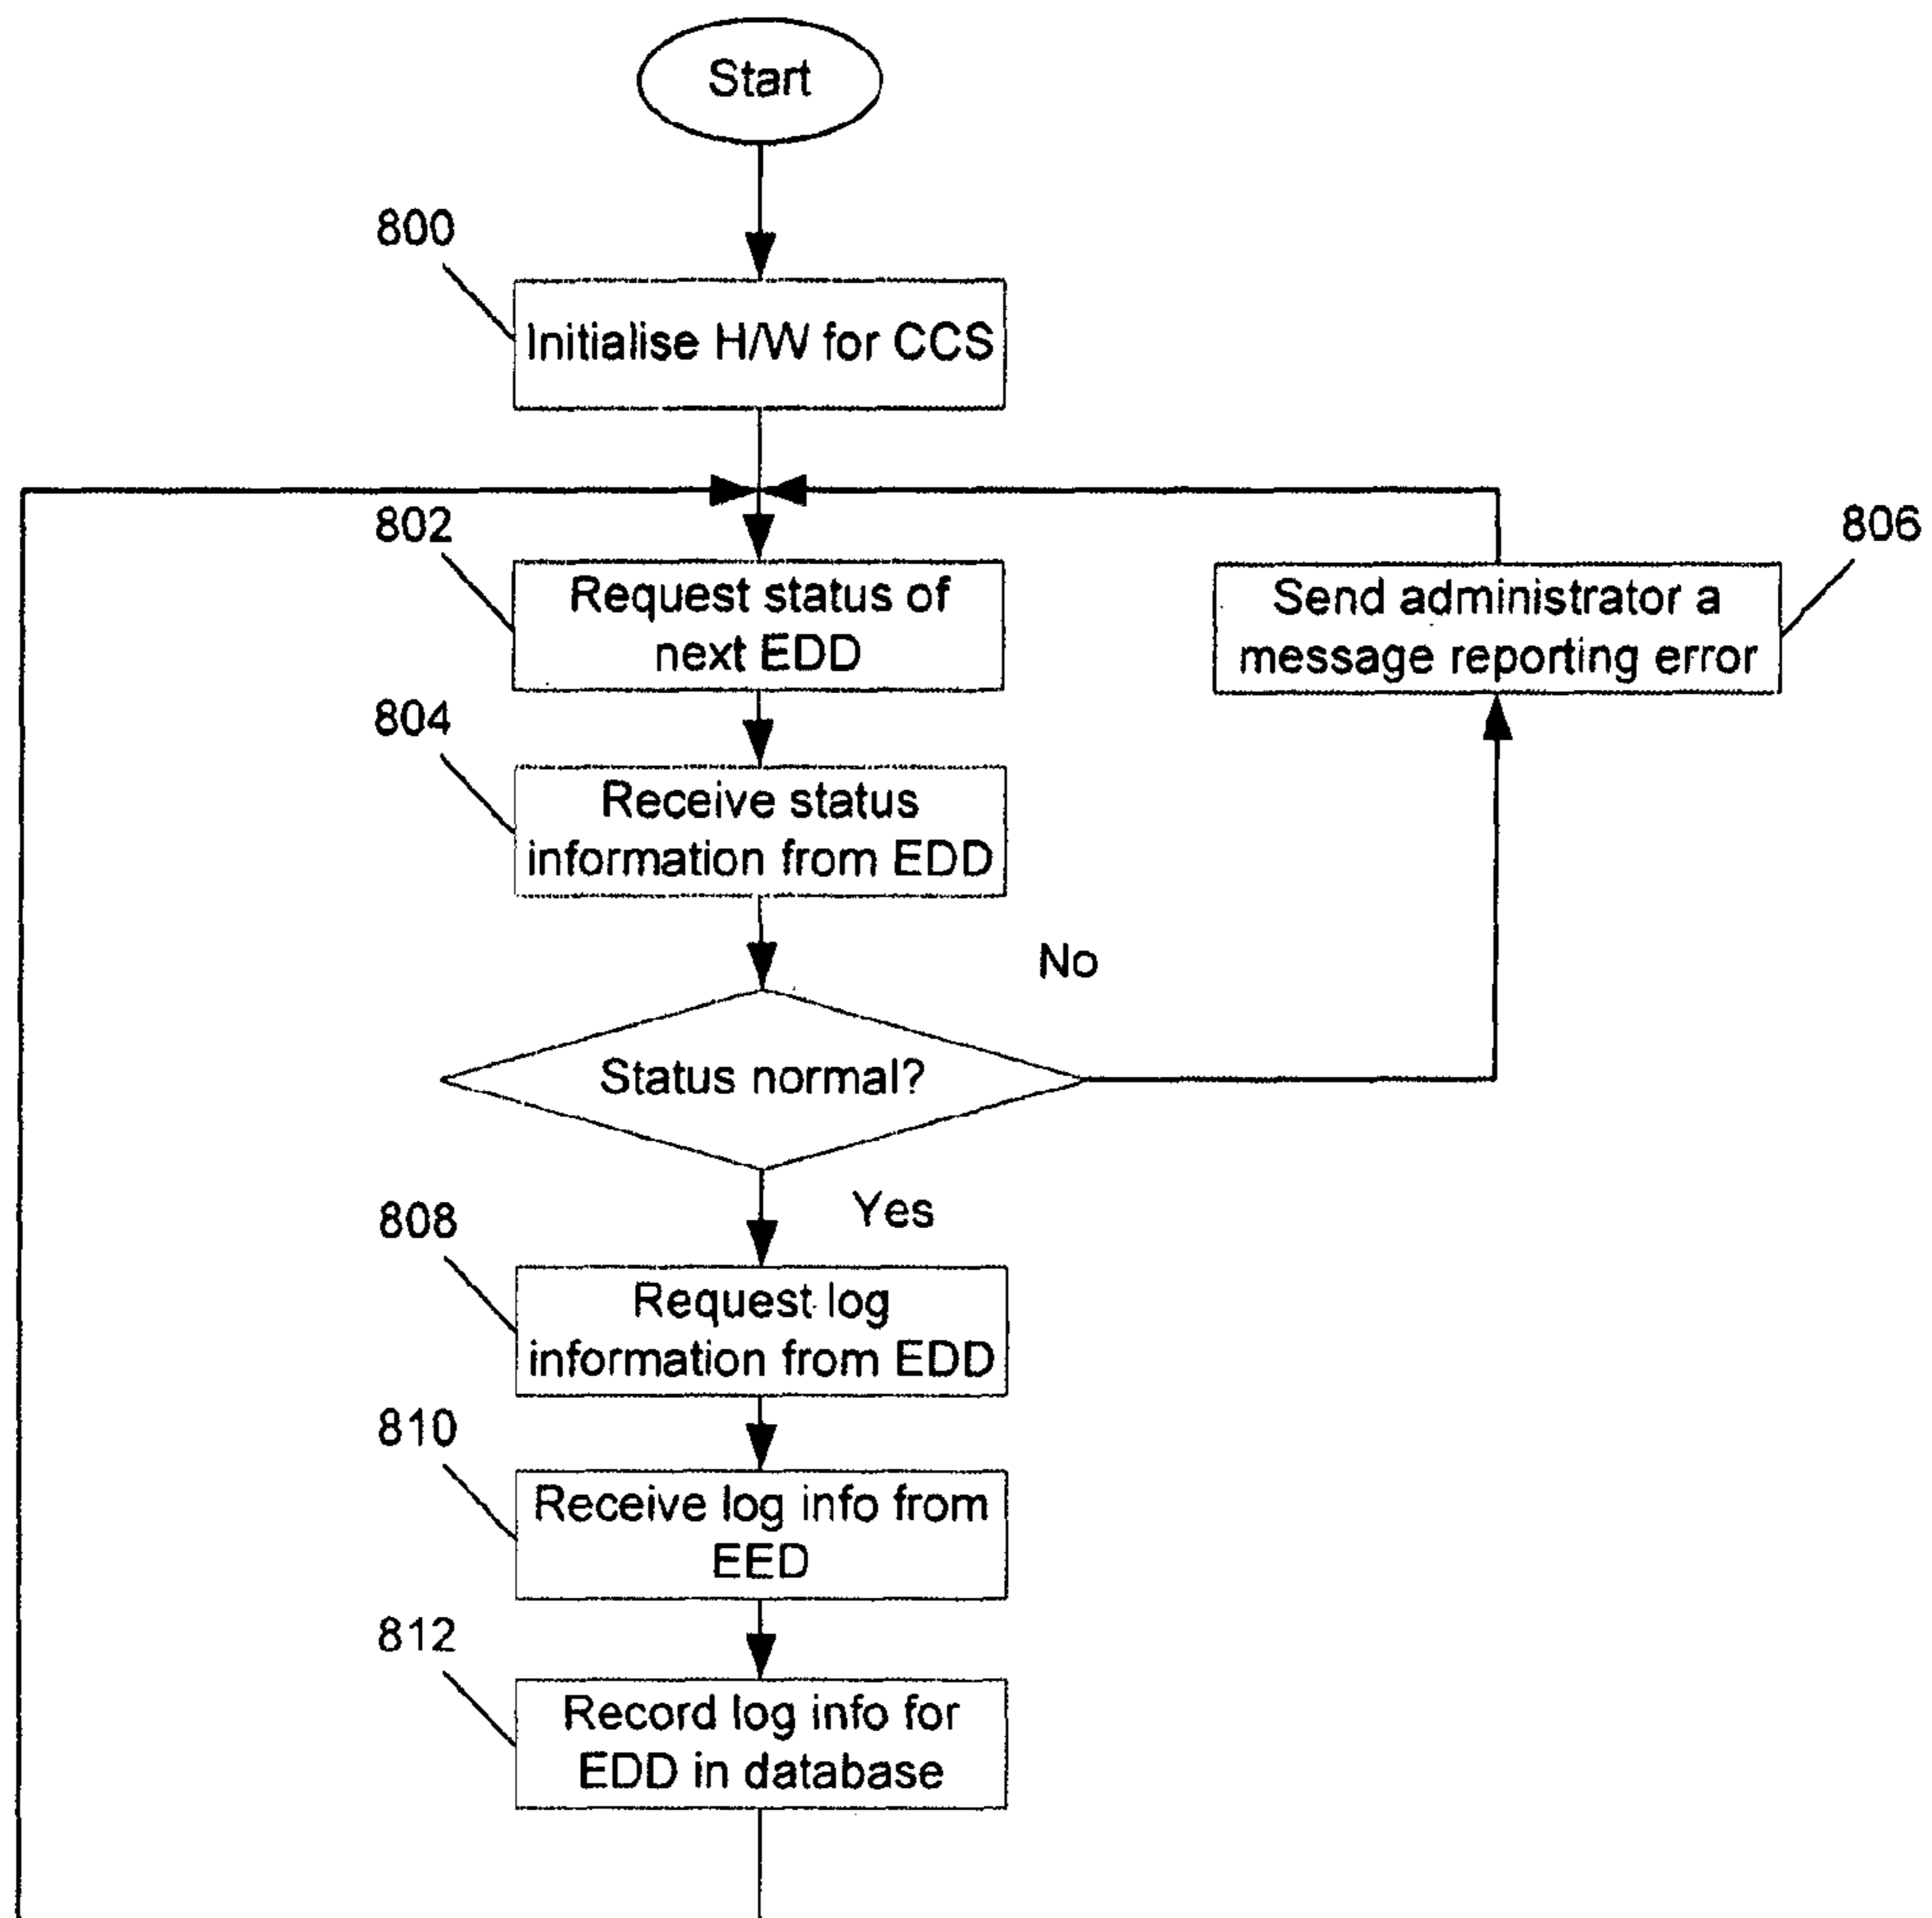 Start
800
Initialise H/W for CCS
802
Request status of
next EDD
806
Send administrator a
message reporting error
804
Receive status
information from EDD
No
Status normal?
Yes
808
Request log
information from EDD
810
Receive log info from
EED
812
Record log info for
EDD in database